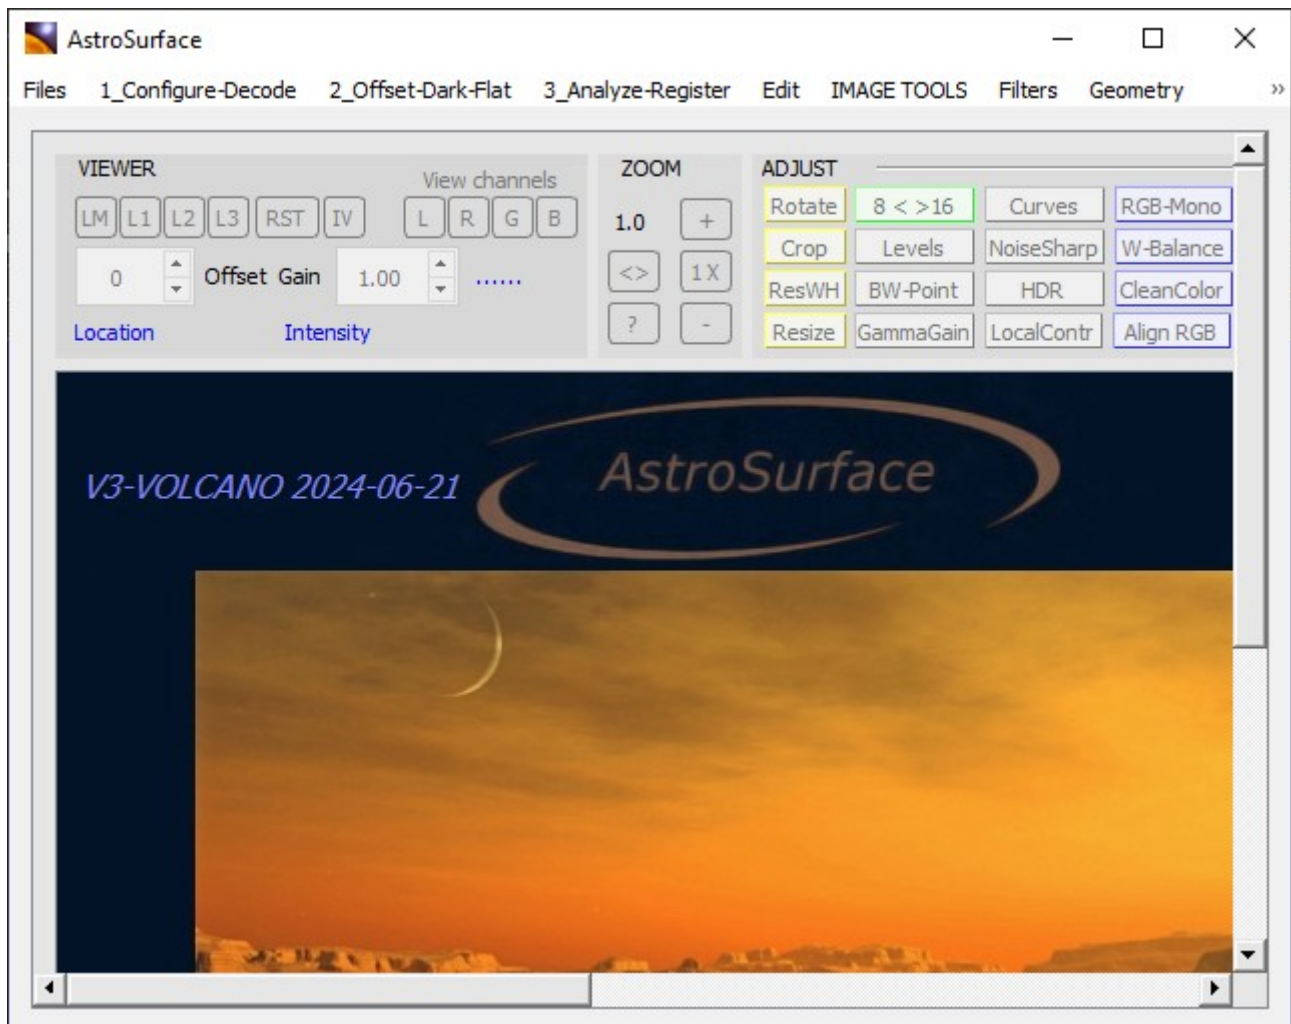 AstroSurface
Files 1_Configure-Decode 2_Offset-Dark-Flat 3_Analyze-Register Edit IMAGE TOOLS Filters Geometry »
VIEWER
View channels
LM L1 L2 L3 RST IV L R G B
0 Offset Gain 1.00 ......
Location Intensity
ZOOM
1.0 +
<> 1X
? -
ADJUST
Rotate 8 < >16 Curves RGB-Mono
Crop Levels NoiseSharp W-Balance
ResWH BW-Point HDR CleanColor
Resize GammaGain LocalContr Align RGB
V3-VOLCANO 2024-06-21
AstroSurface